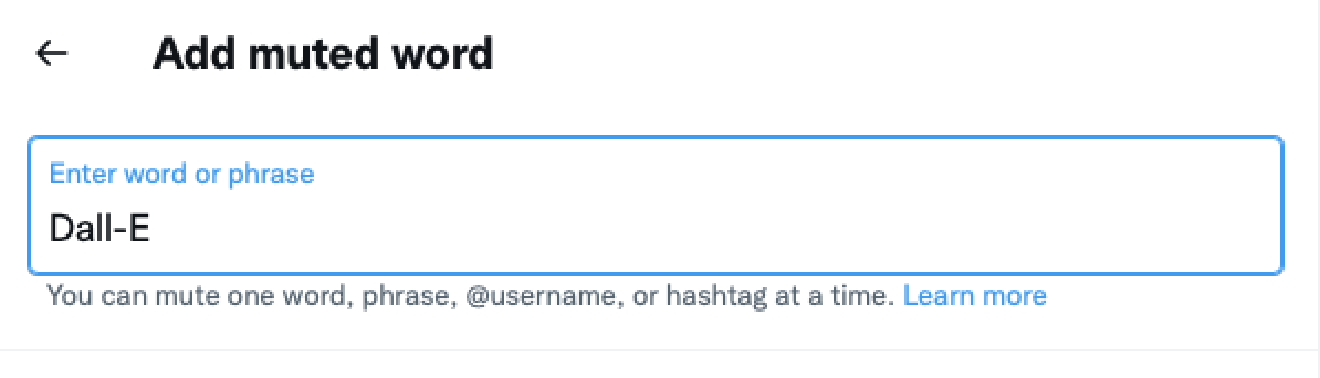 Add muted word
Enter word or phrase
Dall-E
You can mute one word, phrase, @username, or hashtag at a time. Learn more